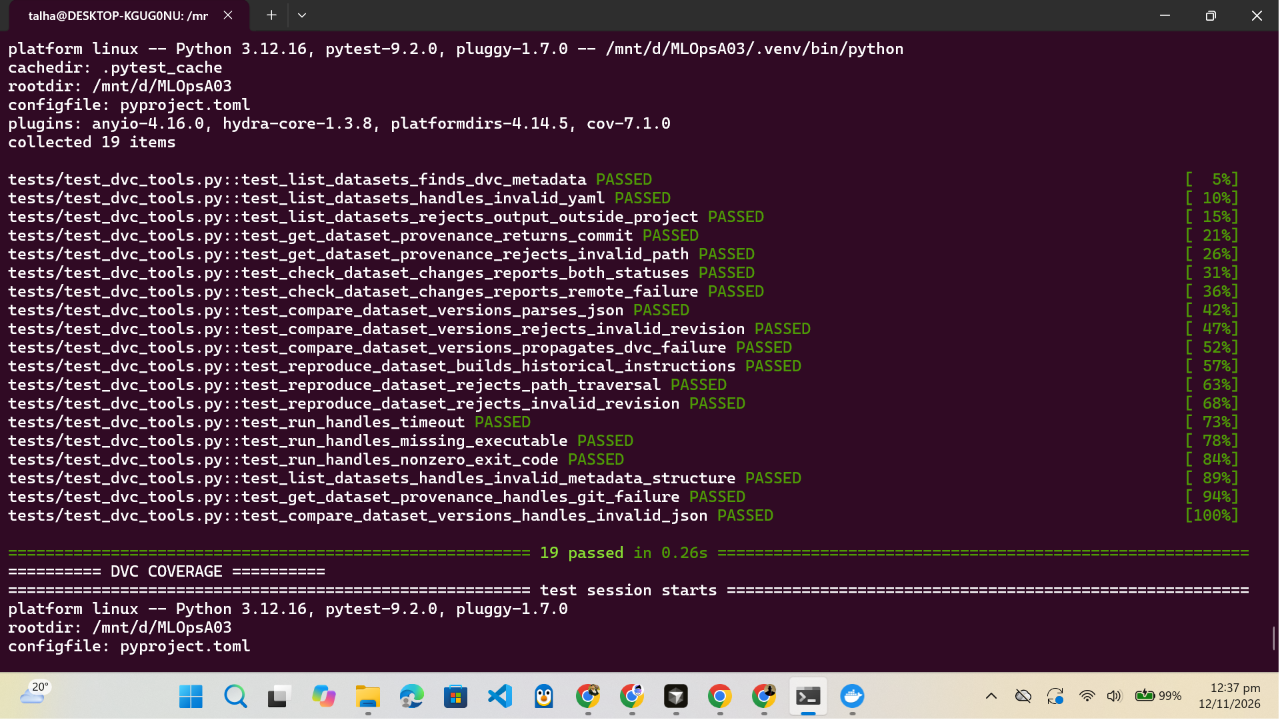 talha@DESKTOP-KGUG0NU: /mr
platform linux -- Python 3.12.16, pytest-9.2.0, pluggy-1.7.0 -- /mnt/d/MLOpsA03/.venv/bin/python
cachedir: .pytest_cache
rootdir: /mnt/d/MLOpsA03
configfile: pyproject.toml
plugins: anyio-4.16.0, hydra-core-1.3.8, platformdirs-4.14.5, cov-7.1.0
collected 19 items
tests/test_dvc_tools.py::test_list_datasets_finds_dvc_metadata PASSED [  5%]
tests/test_dvc_tools.py::test_list_datasets_handles_invalid_yaml PASSED [ 10%]
tests/test_dvc_tools.py::test_list_datasets_rejects_output_outside_project PASSED [ 15%]
tests/test_dvc_tools.py::test_get_dataset_provenance_returns_commit PASSED [ 21%]
tests/test_dvc_tools.py::test_get_dataset_provenance_rejects_invalid_path PASSED [ 26%]
tests/test_dvc_tools.py::test_check_dataset_changes_reports_both_statuses PASSED [ 31%]
tests/test_dvc_tools.py::test_check_dataset_changes_reports_remote_failure PASSED [ 36%]
tests/test_dvc_tools.py::test_compare_dataset_versions_parses_json PASSED [ 42%]
tests/test_dvc_tools.py::test_compare_dataset_versions_rejects_invalid_revision PASSED [ 47%]
tests/test_dvc_tools.py::test_compare_dataset_versions_propagates_dvc_failure PASSED [ 52%]
tests/test_dvc_tools.py::test_reproduce_dataset_builds_historical_instructions PASSED [ 57%]
tests/test_dvc_tools.py::test_reproduce_dataset_rejects_path_traversal PASSED [ 63%]
tests/test_dvc_tools.py::test_reproduce_dataset_rejects_invalid_revision PASSED [ 68%]
tests/test_dvc_tools.py::test_run_handles_timeout PASSED [ 73%]
tests/test_dvc_tools.py::test_run_handles_missing_executable PASSED [ 78%]
tests/test_dvc_tools.py::test_run_handles_nonzero_exit_code PASSED [ 84%]
tests/test_dvc_tools.py::test_list_datasets_handles_invalid_metadata_structure PASSED [ 89%]
tests/test_dvc_tools.py::test_get_dataset_provenance_handles_git_failure PASSED [ 94%]
tests/test_dvc_tools.py::test_compare_dataset_versions_handles_invalid_json PASSED [100%]
======================================================== 19 passed in 0.26s =========================================================
========== DVC COVERAGE ==========
======================================================== test session starts ========================================================
platform linux -- Python 3.12.16, pytest-9.2.0, pluggy-1.7.0
rootdir: /mnt/d/MLOpsA03
configfile: pyproject.toml
20°
99%
12:37 pm
12/11/2026